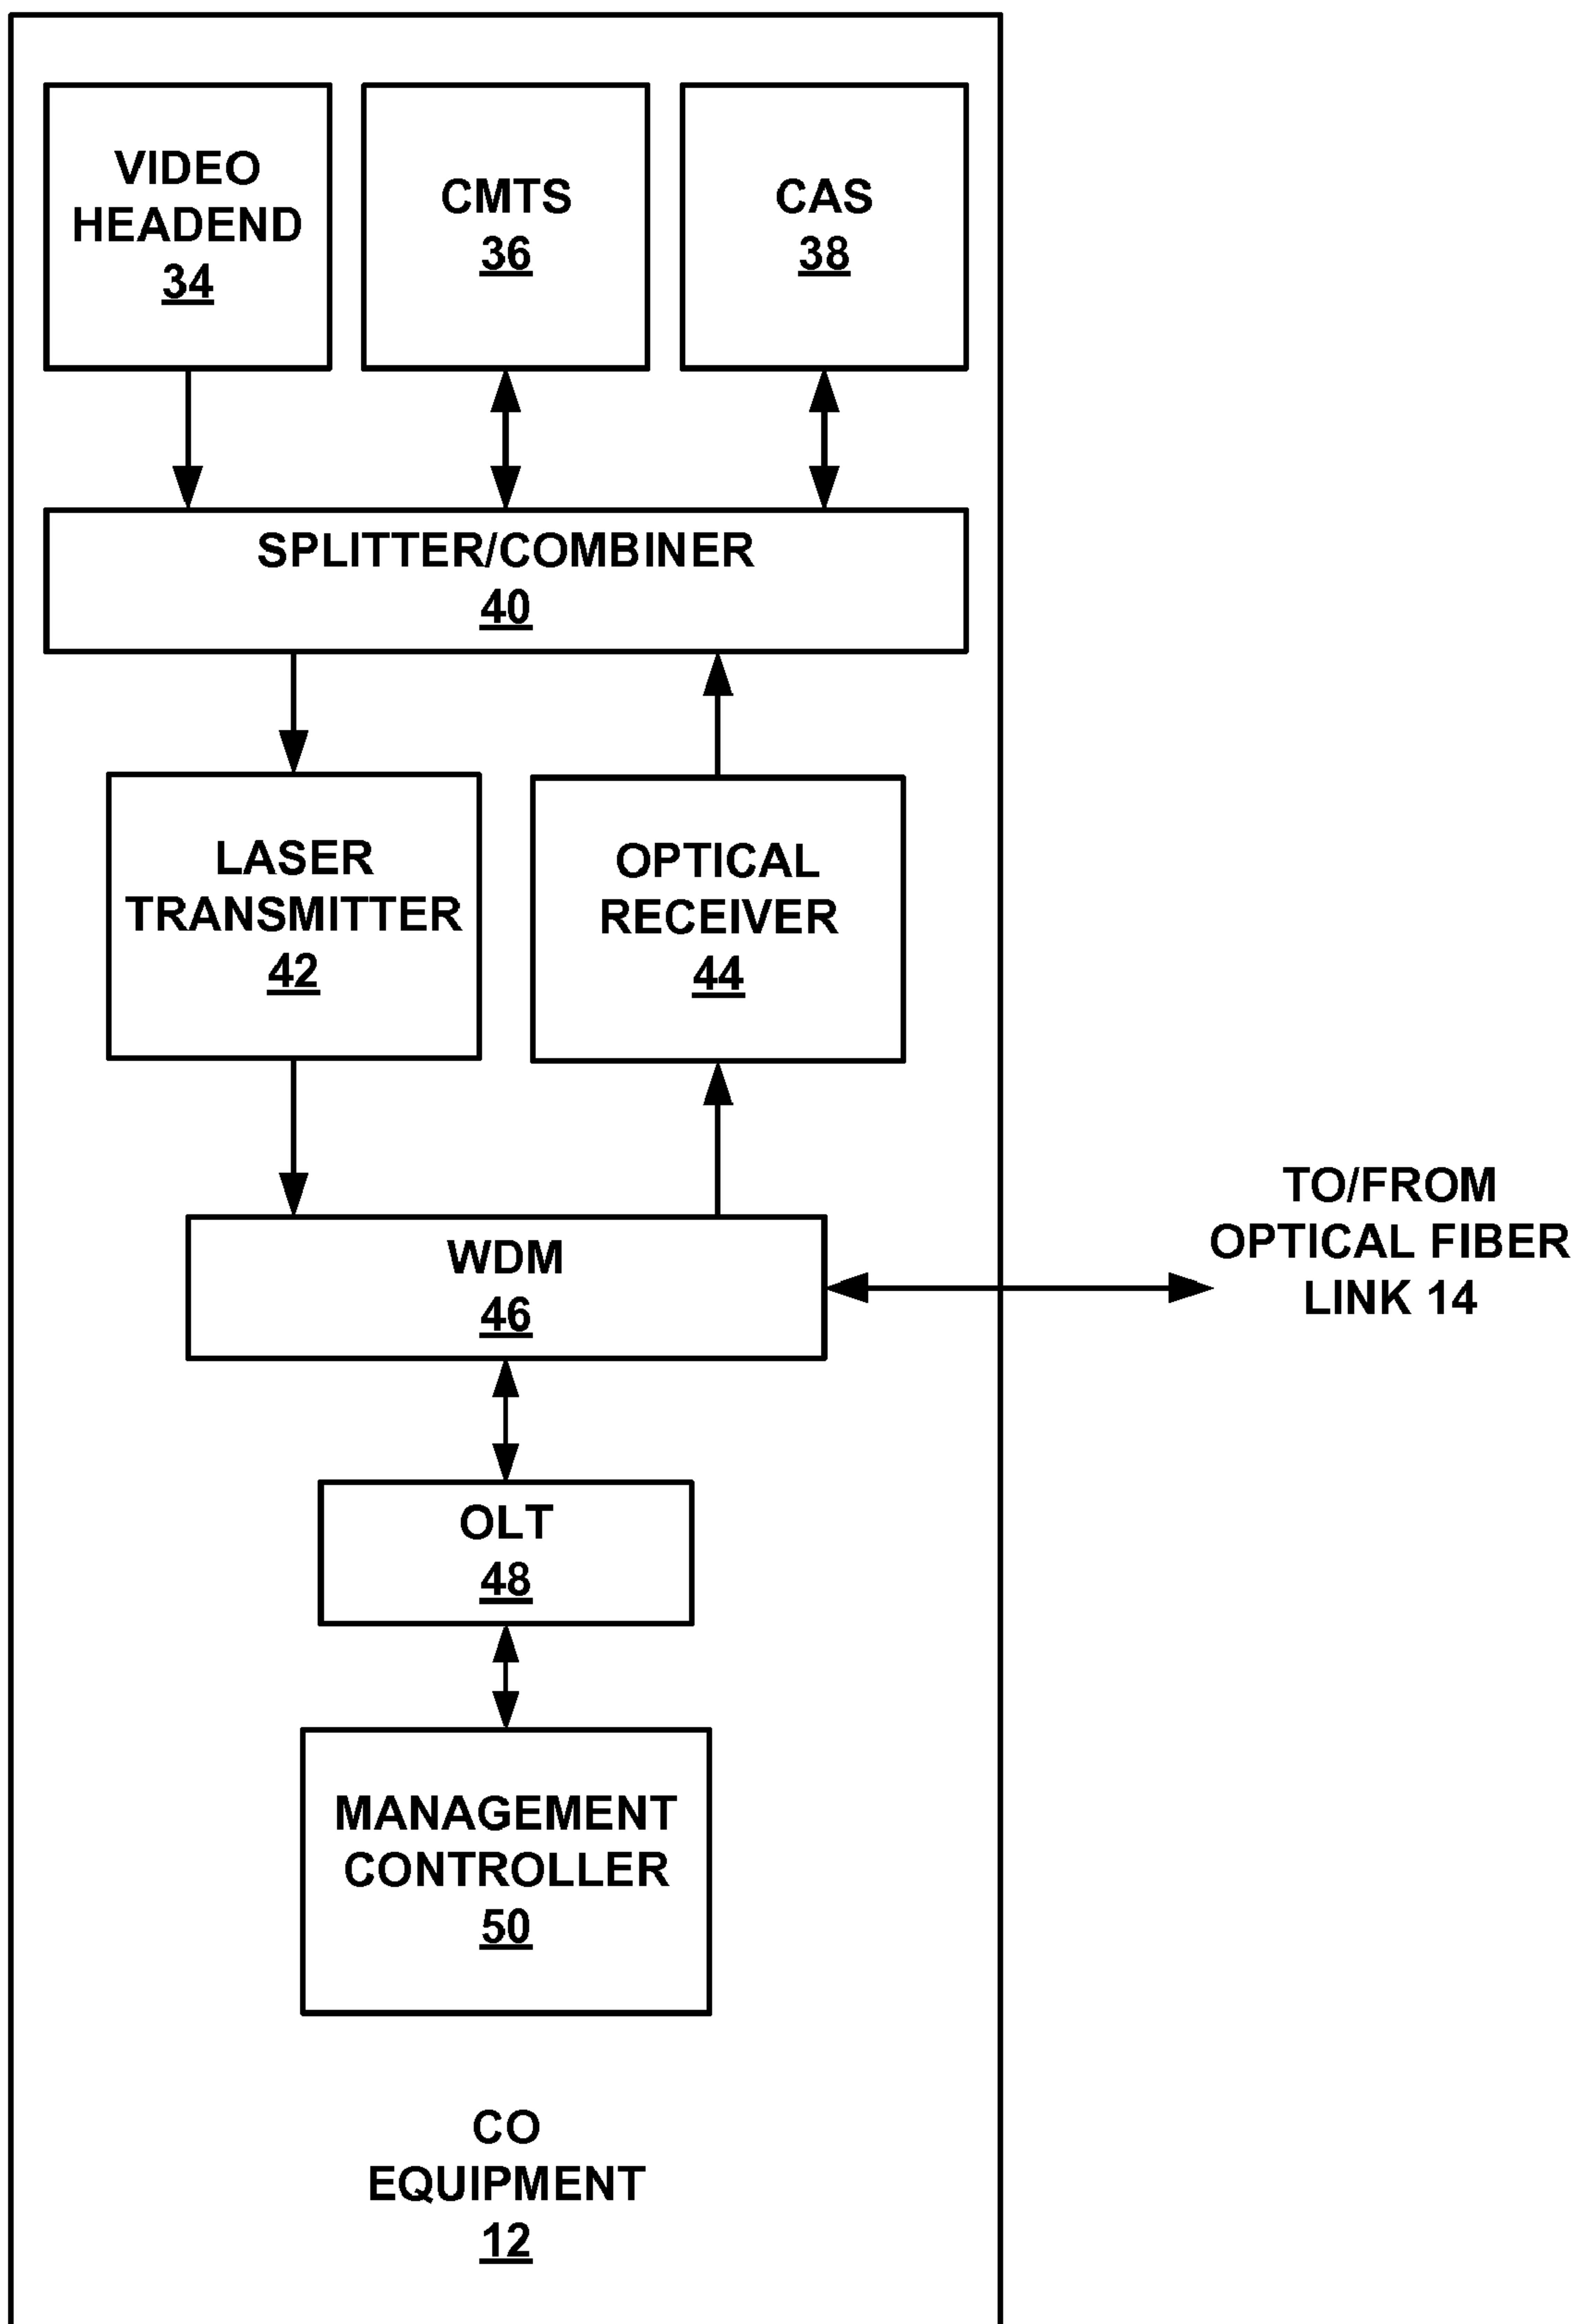 VIDEO
HEADEND
34
CMTS
36
CAS
38
SPLITTER/COMBINER
40
LASER
TRANSMITTER
42
OPTICAL
RECEIVER
44
WDM
46
TO/FROM
OPTICAL FIBER
LINK 14
OLT
48
MANAGEMENT
CONTROLLER
50
CO
EQUIPMENT
12